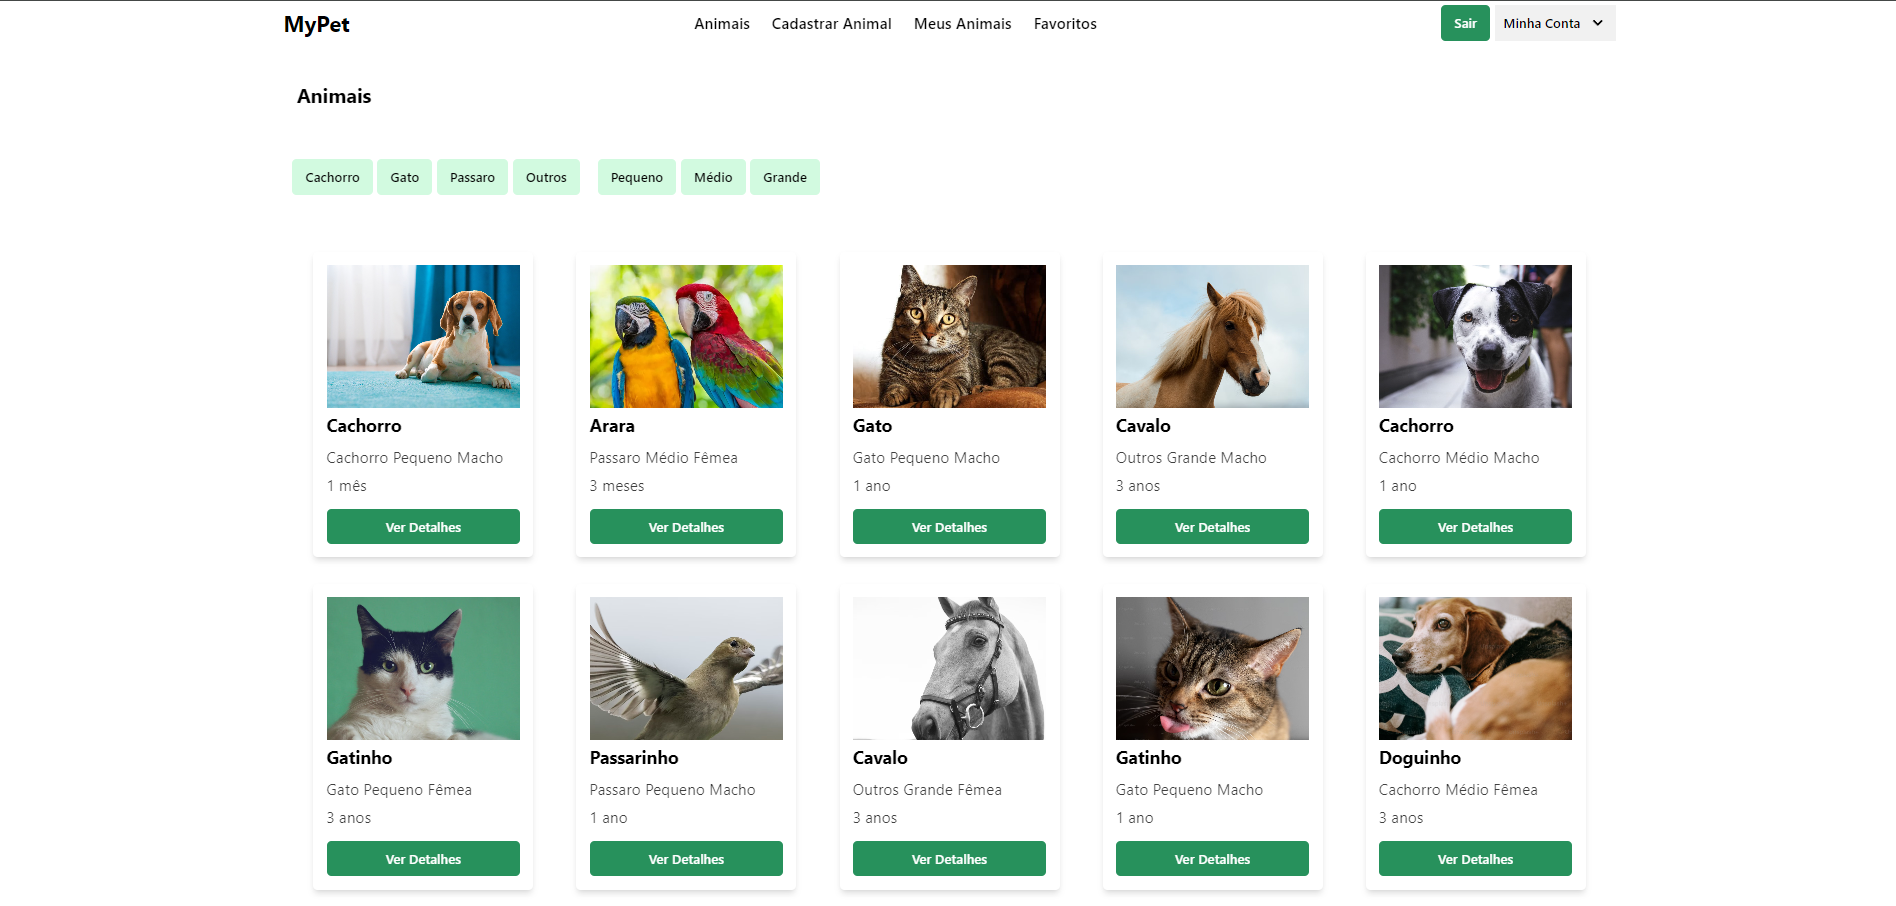 MyPet
Animais Cadastrar Animal Meus Animais Favoritos
Sair Minha Conta
Animais
Cachorro Gato Passaro Outros Pequeno Médio Grande
Cachorro
Cachorro Pequeno Macho
1 mês
Ver Detalhes
Arara
Passaro Médio Fêmea
3 meses
Ver Detalhes
Gato
Gato Pequeno Macho
1 ano
Ver Detalhes
Cavalo
Outros Grande Macho
3 anos
Ver Detalhes
Cachorro
Cachorro Médio Macho
1 ano
Ver Detalhes
Gatinho
Gato Pequeno Fêmea
3 anos
Ver Detalhes
Passarinho
Passaro Pequeno Macho
1 ano
Ver Detalhes
Cavalo
Outros Grande Fêmea
3 anos
Ver Detalhes
Gatinho
Gato Pequeno Macho
1 ano
Ver Detalhes
Doguinho
Cachorro Médio Fêmea
3 anos
Ver Detalhes